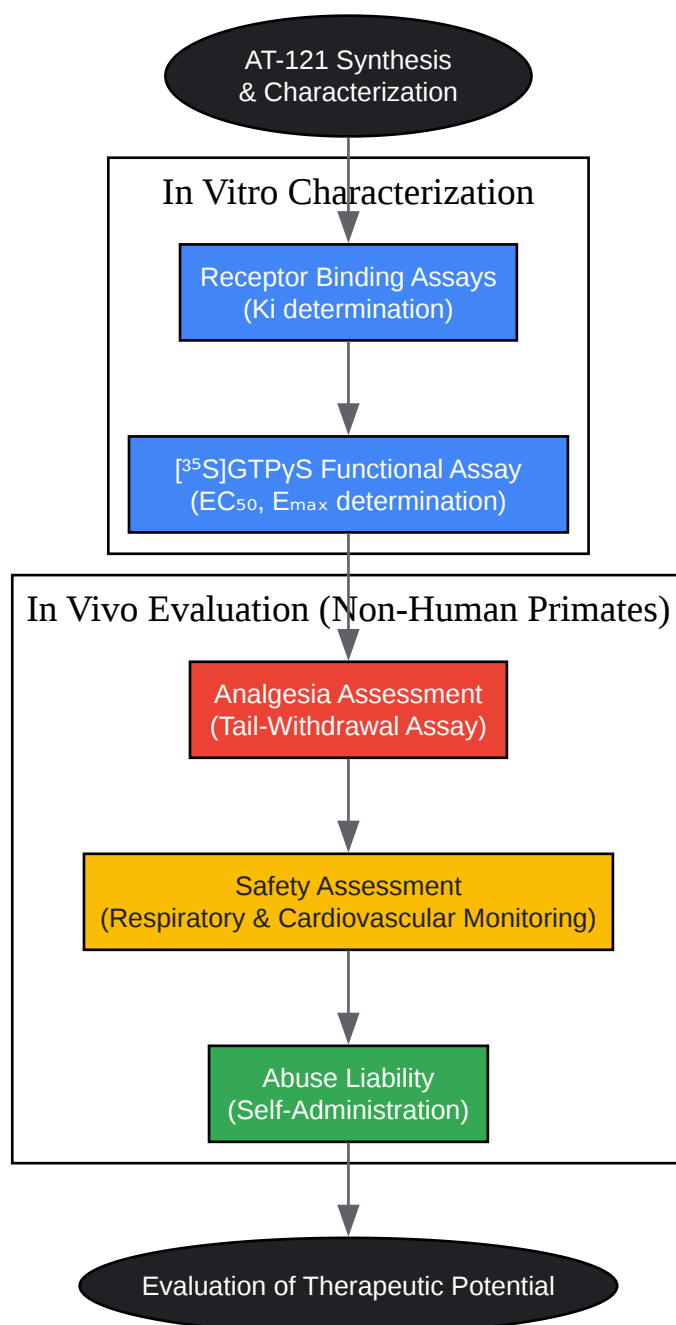 AT-121 Synthesis
& Characterization
In Vitro Characterization
Receptor Binding Assays
(Ki determination)
[³⁵S]GTPγS Functional Assay
(EC₅₀, Eₘₐₓ determination)
In Vivo Evaluation (Non-Human Primates)
Analgesia Assessment
(Tail-Withdrawal Assay)
Safety Assessment
(Respiratory & Cardiovascular Monitoring)
Abuse Liability
(Self-Administration)
Evaluation of Therapeutic Potential